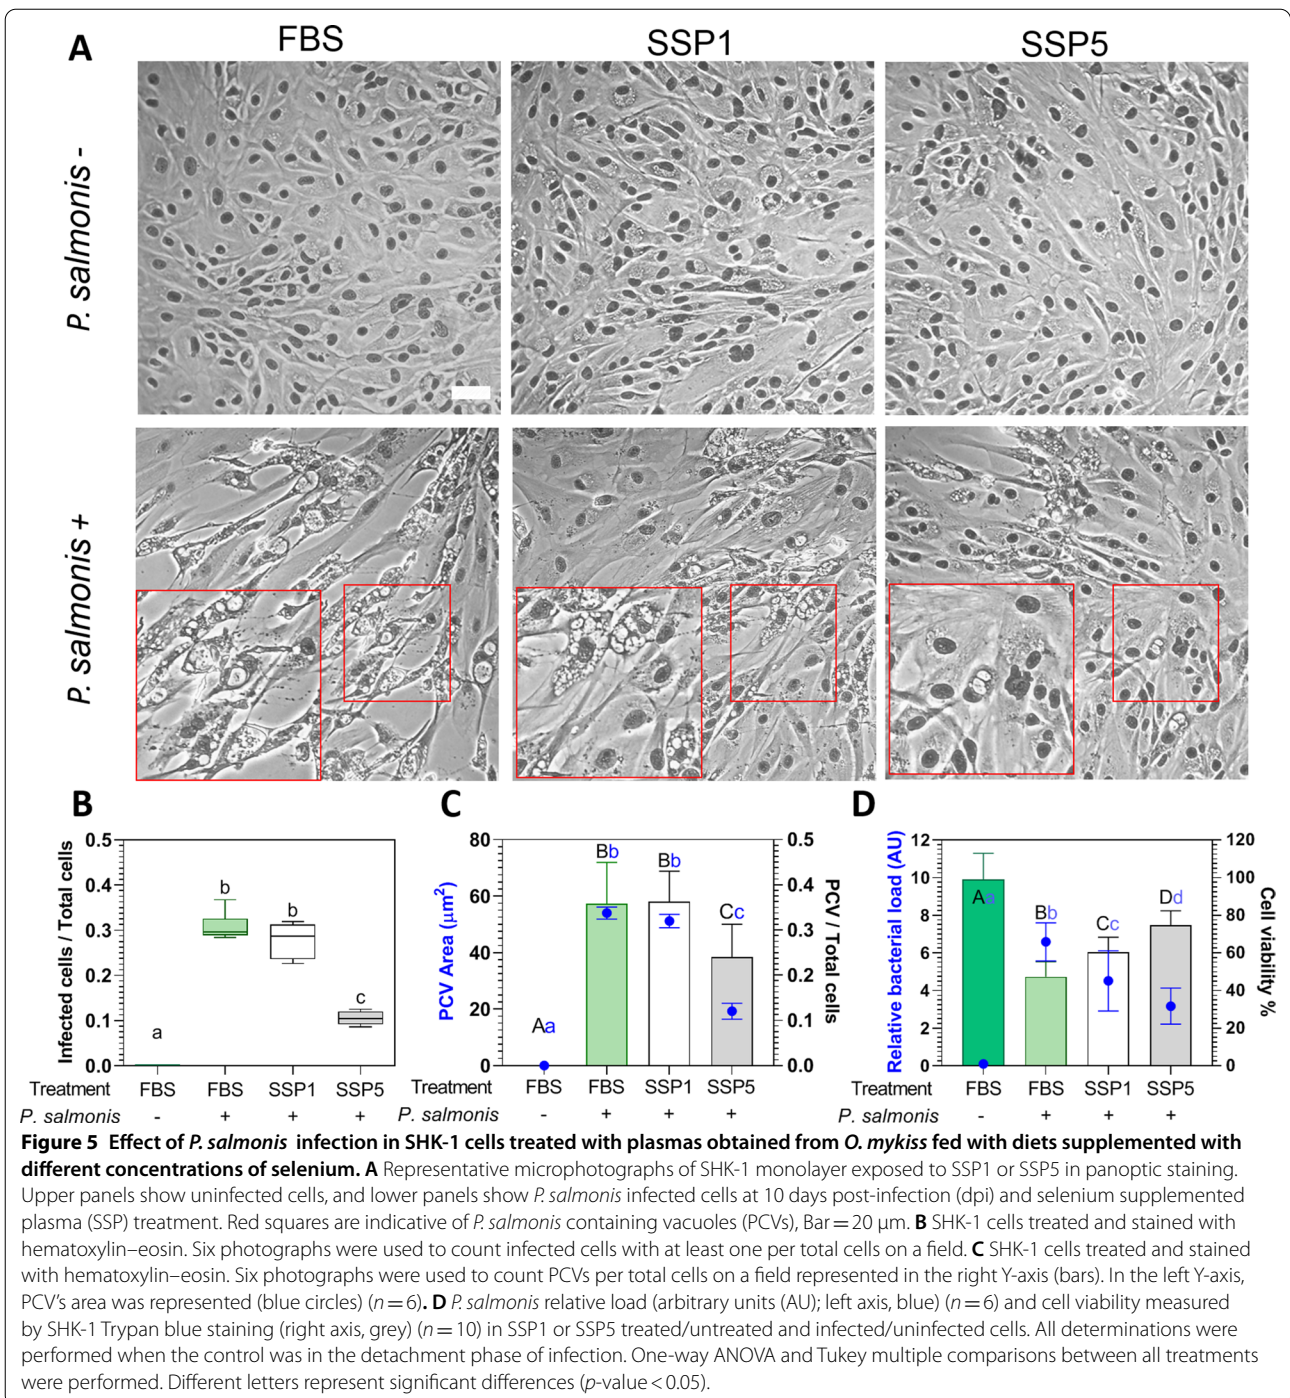 A
FBS SSP1 SSP5
P. salmonis -
P. salmonis +
B
Infected cells / Total cells
0.5
0.4
0.3
0.2
0.1
0.0
a b b c
Treatment FBS FBS SSP1 SSP5
P. salmonis - + + +
C
PCV Area (μm²)
80
60
40
20
0
Aa Bb Bb Cc
0.5
0.4
0.3
0.2
0.1
0.0
PCV / Total cells
FBS FBS SSP1 SSP5
P. salmonis - + + +
D
Relative bacterial load (AU)
12
10
8
6
4
2
0
Aa Bb Cc Dd
120
100
80
60
40
20
0
Cell viability %
Treatment FBS FBS SSP1 SSP5
P. salmonis - + + +
Figure 5 Effect of P. salmonis infection in SHK-1 cells treated with plasmas obtained from O. mykiss fed with diets supplemented with
different concentrations of selenium. A Representative microphotographs of SHK-1 monolayer exposed to SSP1 or SSP5 in panoptic staining.
Upper panels show uninfected cells, and lower panels show P. salmonis infected cells at 10 days post-infection (dpi) and selenium supplemented
plasma (SSP) treatment. Red squares are indicative of P. salmonis containing vacuoles (PCVs), Bar = 20 μm. B SHK-1 cells treated and stained with
hematoxylin–eosin. Six photographs were used to count infected cells with at least one per total cells on a field. C SHK-1 cells treated and stained
with hematoxylin–eosin. Six photographs were used to count PCVs per total cells on a field represented in the right Y-axis (bars). In the left Y-axis,
PCV's area was represented (blue circles) (n = 6). D P. salmonis relative load (arbitrary units (AU); left axis, blue) (n = 6) and cell viability measured
by SHK-1 Trypan blue staining (right axis, grey) (n = 10) in SSP1 or SSP5 treated/untreated and infected/uninfected cells. All determinations were
performed when the control was in the detachment phase of infection. One-way ANOVA and Tukey multiple comparisons between all treatments
were performed. Different letters represent significant differences (p-value < 0.05).